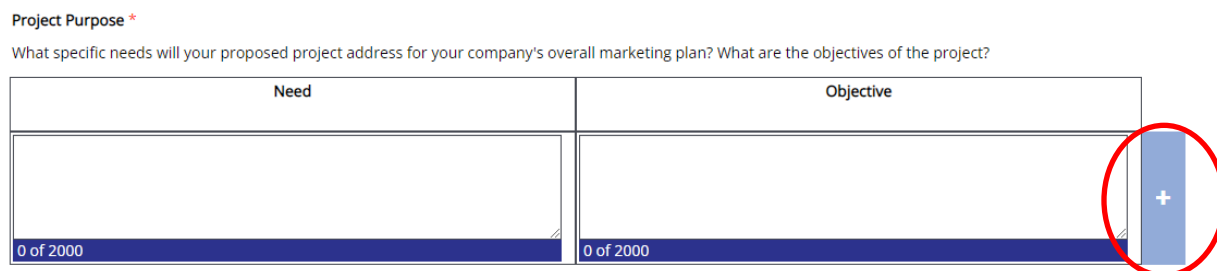 Project Purpose *
What specific needs will your proposed project address for your company's overall marketing plan? What are the objectives of the project?
Need Objective
0 of 2000 0 of 2000
+